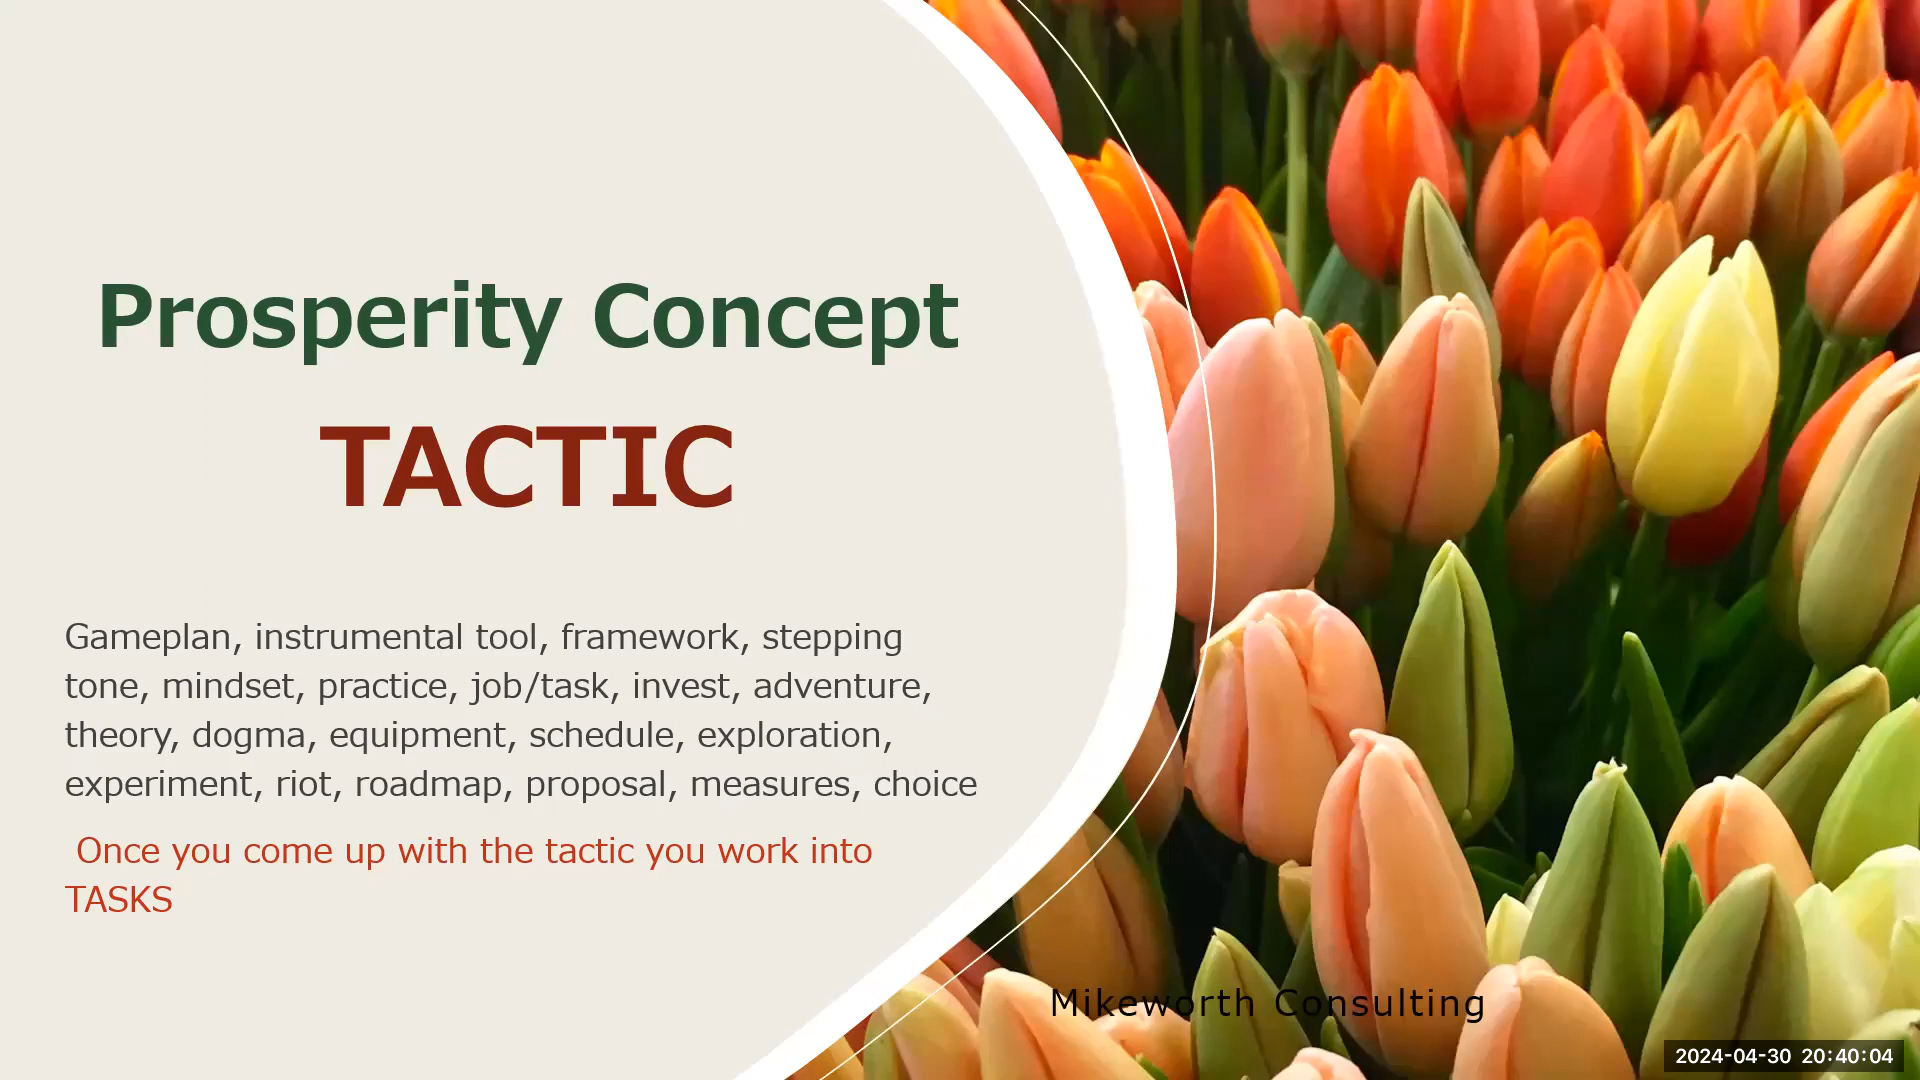 Prosperity Concept
TACTIC
Gameplan, instrumental tool, framework, stepping
tone, mindset, practice, job/task, invest, adventure,
theory, dogma, equipment, schedule, exploration,
experiment, riot, roadmap, proposal, measures, choice
Once you come up with the tactic you work into
TASKS
Mikeworth Consulting
2024-04-30 20:40:04